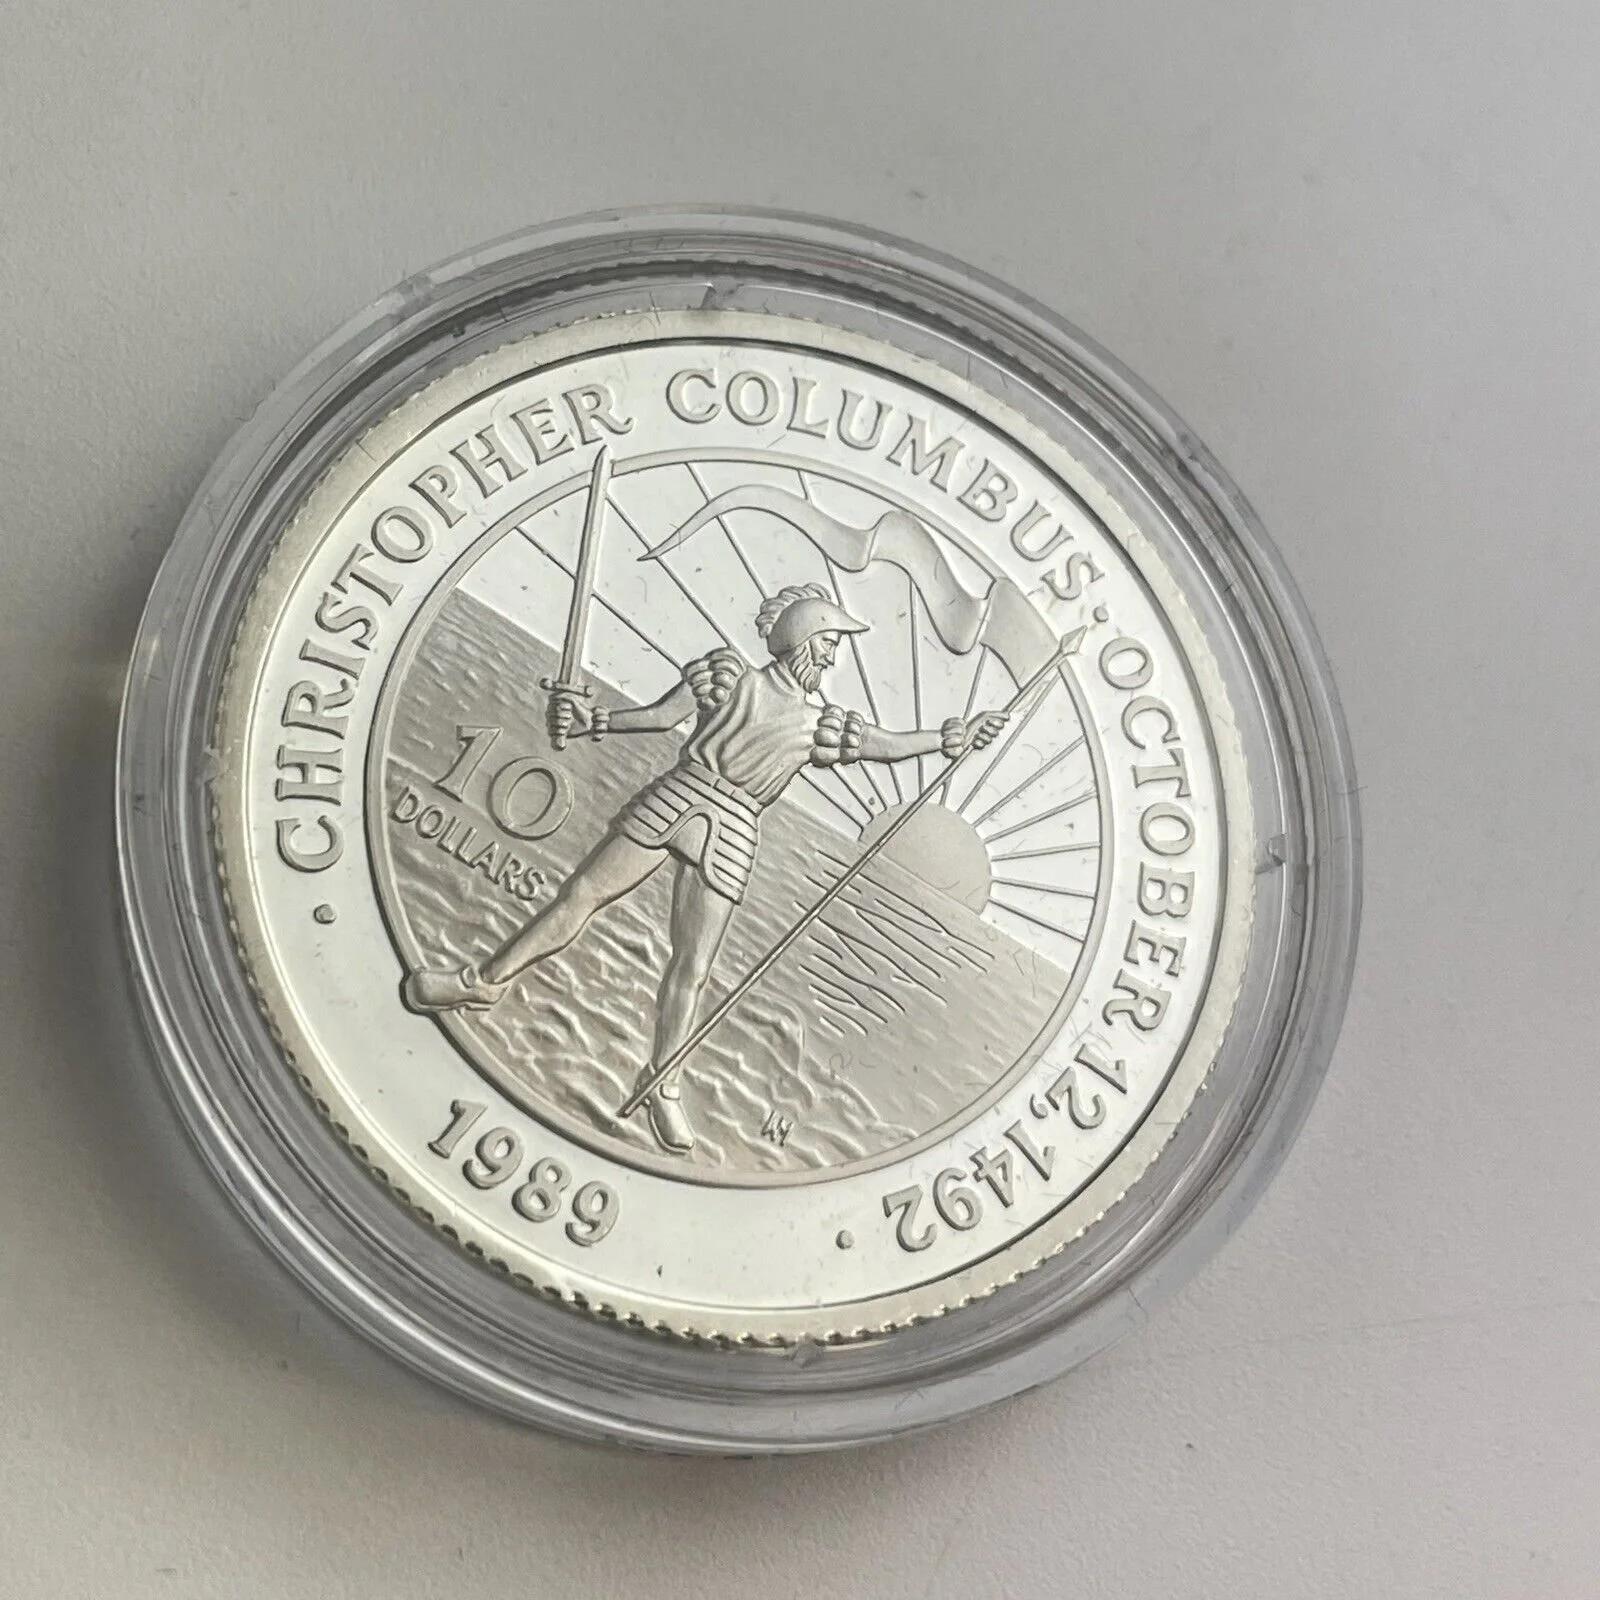 · CHRISTOPHER COLUMBUS · OCTOBER 12, 1492 ·
10
DOLLARS
1989